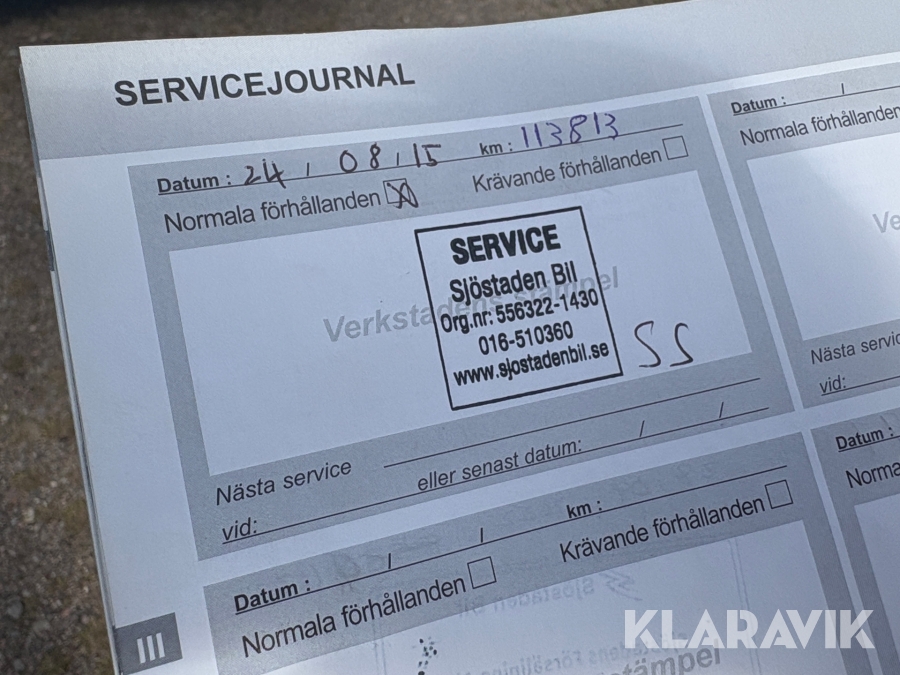 SERVICEJOURNAL
Datum : 24 / 08 / 15 km : 113813
Normala förhållanden X Krävande förhållanden
Verkstadens stämpel
SERVICE
Sjöstaden Bil
Org.nr: 556322-1430
016-510360
www.sjostadenbil.se
SS
Nästa service
vid: eller senast datum: / /
Datum : / / km :
Normala förhållanden Krävande förhållanden
stämpel
Datum : /
Normala förhållanden
Ve
Nästa servic
vid:
Datum :
Norma
III
KLARAVIK